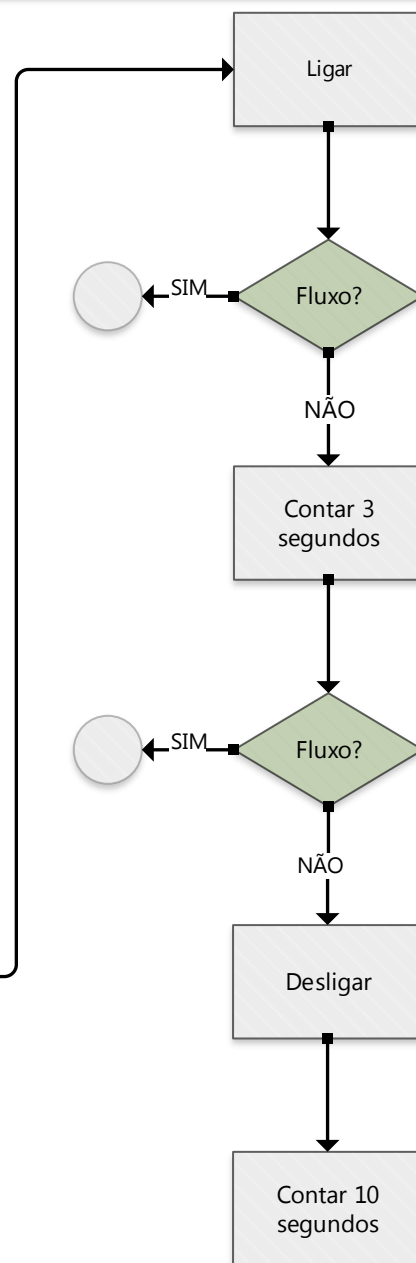 Ligar
SIM
Fluxo?
NÃO
Contar 3
segundos
SIM
Fluxo?
NÃO
Desligar
Contar 10
segundos